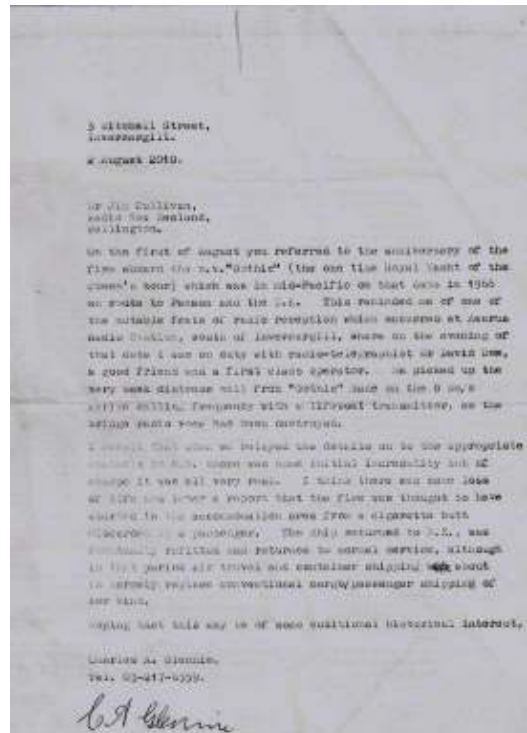 3 Mitchell Street,
Invercargill.
2 August 2010.
Mr Jim Sullivan,
Radio New Zealand,
Wellington.
On the first of August you referred to the anniversary of the
fire aboard the m.v."Gothic" (the one time Royal Yacht of the
Queen's tour) which was in mid-Pacific on that date in 1968
en route to Panama and the U.K. This reminded me of one of
the notable feats of radio reception which occurred at Awarua
Radio Station, south of Invercargill, where on the evening of
that date I was on duty with radio-telegraphist Mr David
a good friend and a first class operator. He picked up the
very weak distress call from "Gothic" made on the 8 mc/s
calling frequency with a lifeboat transmitter, as the
bridge radio room had been destroyed.
I recall that when we relayed the details on to the appropriate
there was some initial incredulity but of
course it was all very real. I think there was some loss
of life and later a report that the fire was thought to have
started in the accommodation area from a cigarette butt
discarded by a passenger. The ship returned to N.Z., was
eventually refitted and returned to normal service, although
in that period air travel and container shipping was about
to largely replace conventional cargo/passenger shipping of
her kind.
Hoping that this may be of some additional historical interest,
Charles A. Glennie.
Tel. 03-217-
C A Glennie